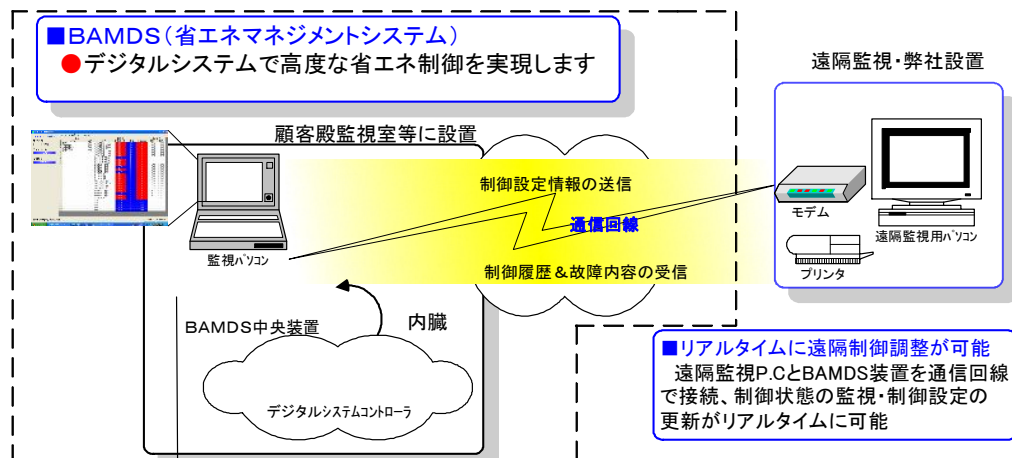 ■BAMDS(省エネマネジメントシステム)
●デジタルシステムで高度な省エネ制御を実現します
遠隔監視・弊社設置
顧客殿監視室等に設置
制御設定情報の送信
通信回線
モデム
遠隔監視用パソコン
監視パソコン
制御履歴&故障内容の受信
プリンタ
BAMDS中央装置
内臓
デジタルシステムコントローラ
■リアルタイムに遠隔制御調整が可能
遠隔監視P.CとBAMDS装置を通信回線
で接続、制御状態の監視・制御設定の
更新がリアルタイムに可能